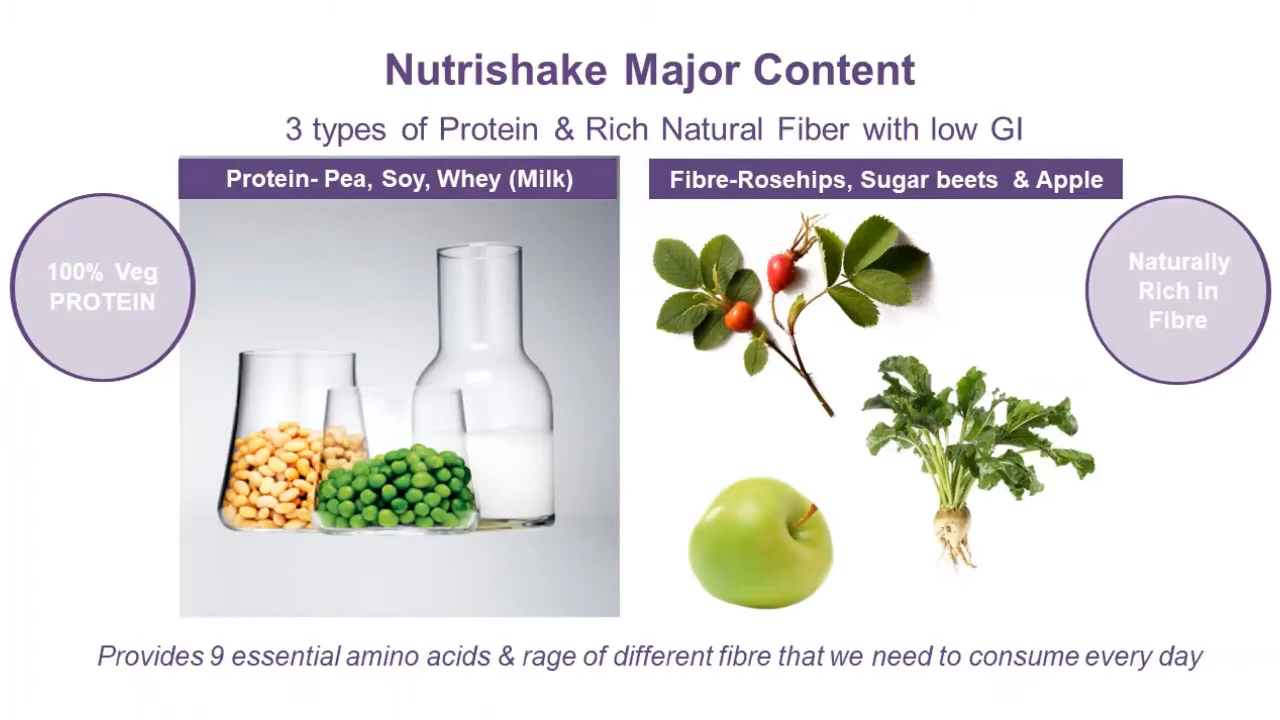 Nutrishake Major Content
3 types of Protein & Rich Natural Fiber with low GI
Protein- Pea, Soy, Whey (Milk)
Fibre-Rosehips, Sugar beets & Apple
100% Veg
PROTEIN
Naturally
Rich in
Fibre
Provides 9 essential amino acids & rage of different fibre that we need to consume every day